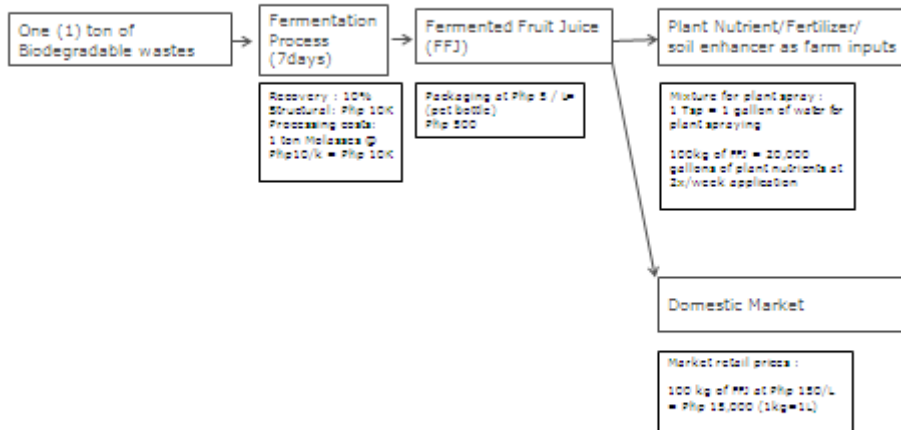 One (1) ton of
Biodegradable wastes
Fermentation
Process
(7days)
Fermented Fruit Juice
(FFJ)
Plant Nutrient/Fertilizer/
soil enhancer as farm inputs
Recovery : 10%
Structural: Php 10K
Processing costs:
1 ton Molasses @
Php10/k = Php 10K
Packaging at Php 5 / L=
(pet bottle)
Php 500
Mixture for plant spray :
1 Tsp = 1 gallon of water for
plant spraying
100kg of FFJ = 20,000
gallons of plant nutrients at
2x/week application
Domestic Market
Market retail prices :
100 kg of FFJ at Php 150/L
= Php 15,000 (1kg=1L)